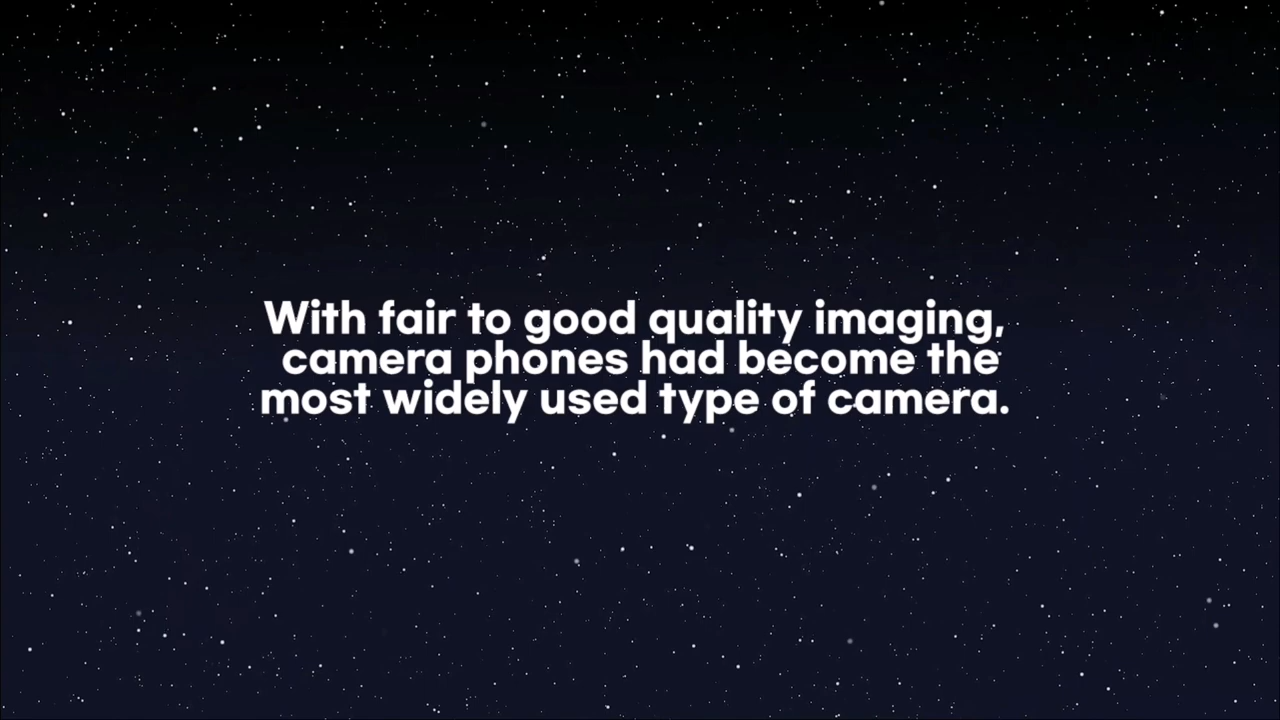 With fair to good quality imaging,
camera phones had become the
most widely used type of camera.